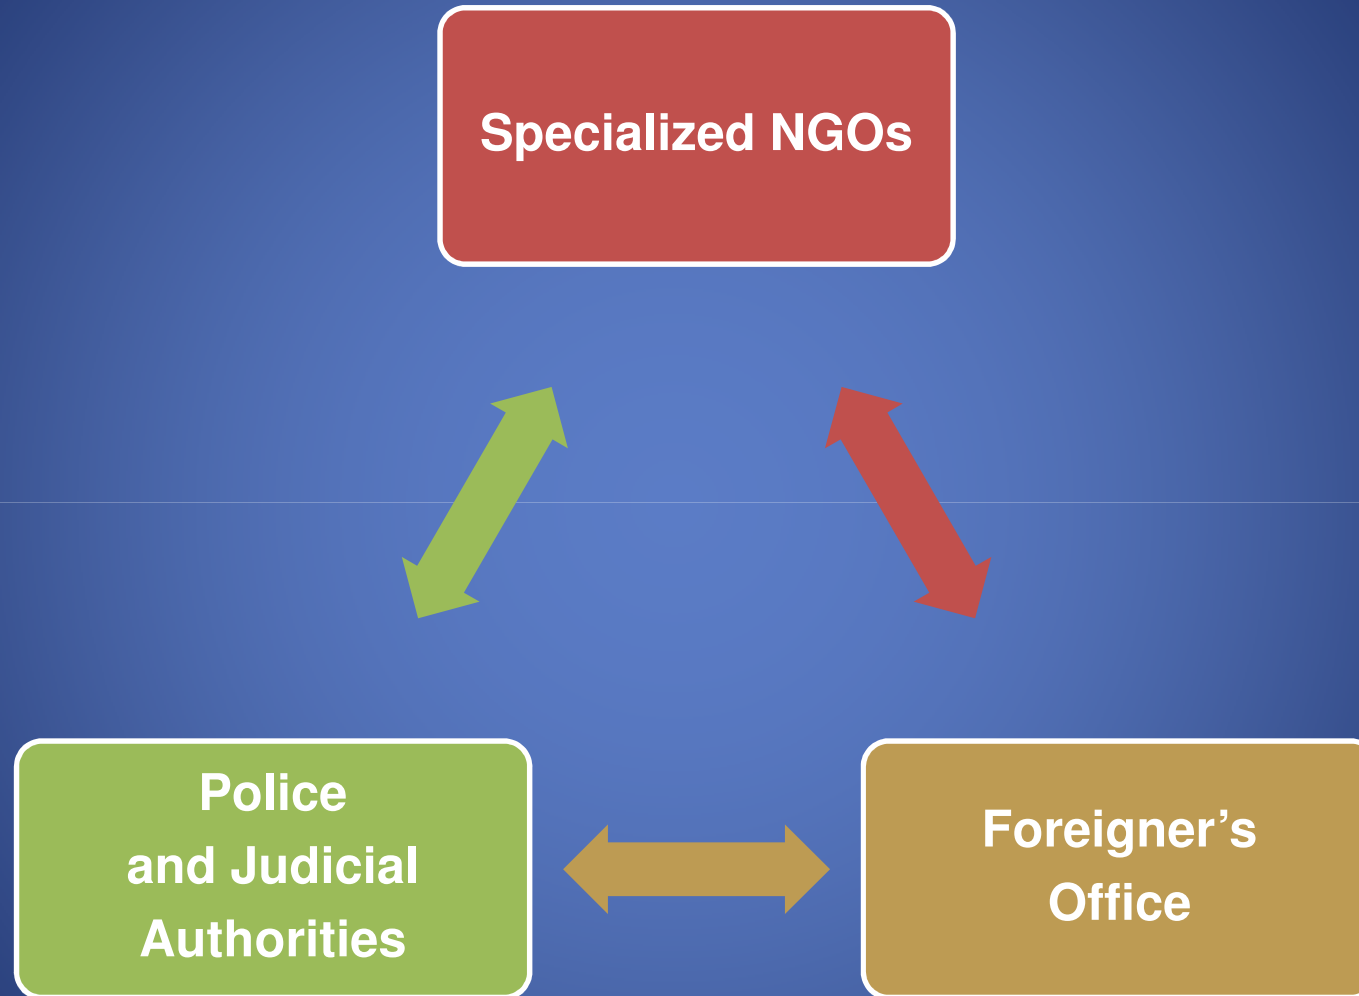 Specialized NGOs
Police
and Judicial
Authorities
Foreigner’s
Office